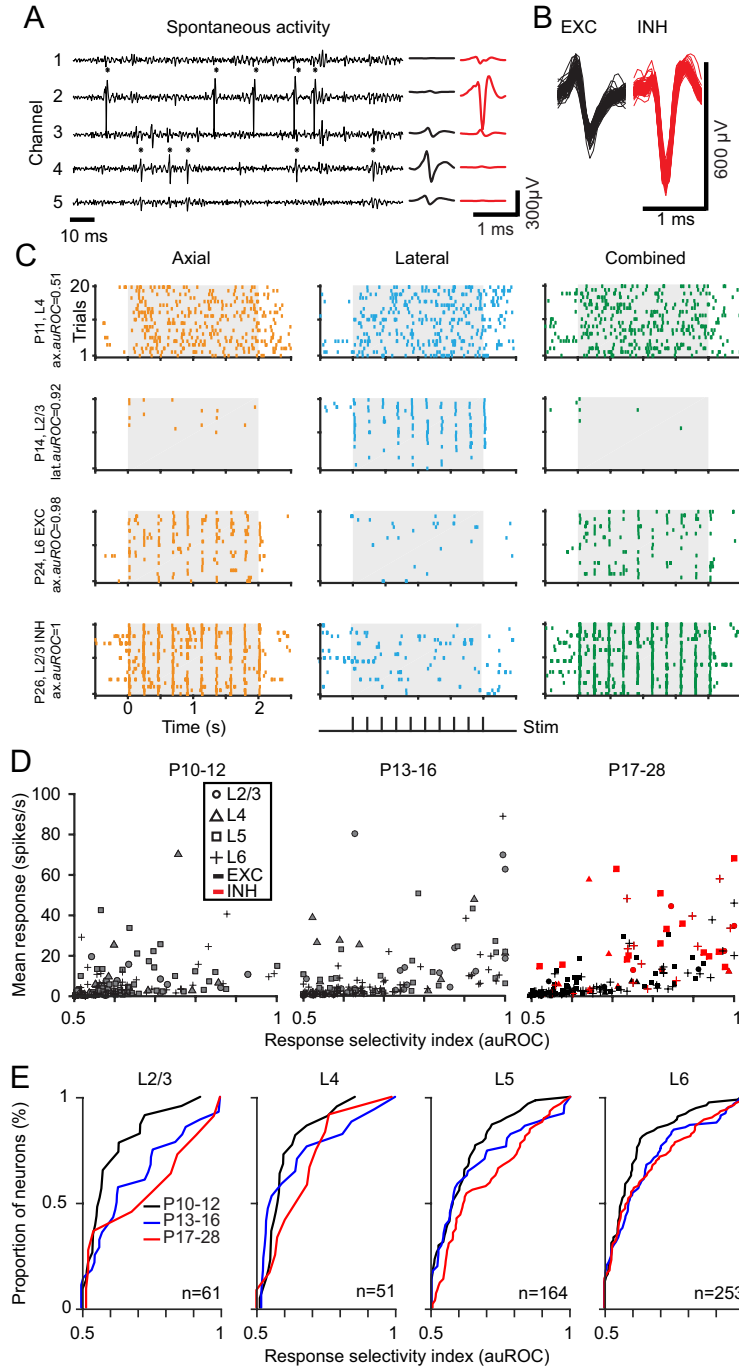 A
Spontaneous activity
B
EXC INH
1
2
3
4
5
Channel
10 ms
1 ms
300µV
1 ms
600 µV
C
Axial Lateral Combined
P11, L4
ax.auROC=0.51
Trials
20
1
P14, L2/3
lat.auROC=0.92
P24, L6 EXC
ax.auROC=0.98
P26, L2/3 INH
ax.auROC=1
0 1 2
Time (s)
Stim
D
P10-12 P13-16 P17-28
Mean response (spikes/s)
100
80
60
40
20
0
L2/3
L4
L5
L6
EXC
INH
0.5 1 0.5 1 0.5 1
Response selectivity index (auROC)
E
L2/3 L4 L5 L6
Proportion of neurons (%)
1
0.5
0
P10-12
P13-16
P17-28
n=61 n=51 n=164 n=253
0.5 1 0.5 1 0.5 1 0.5
Response selectivity index (auROC)